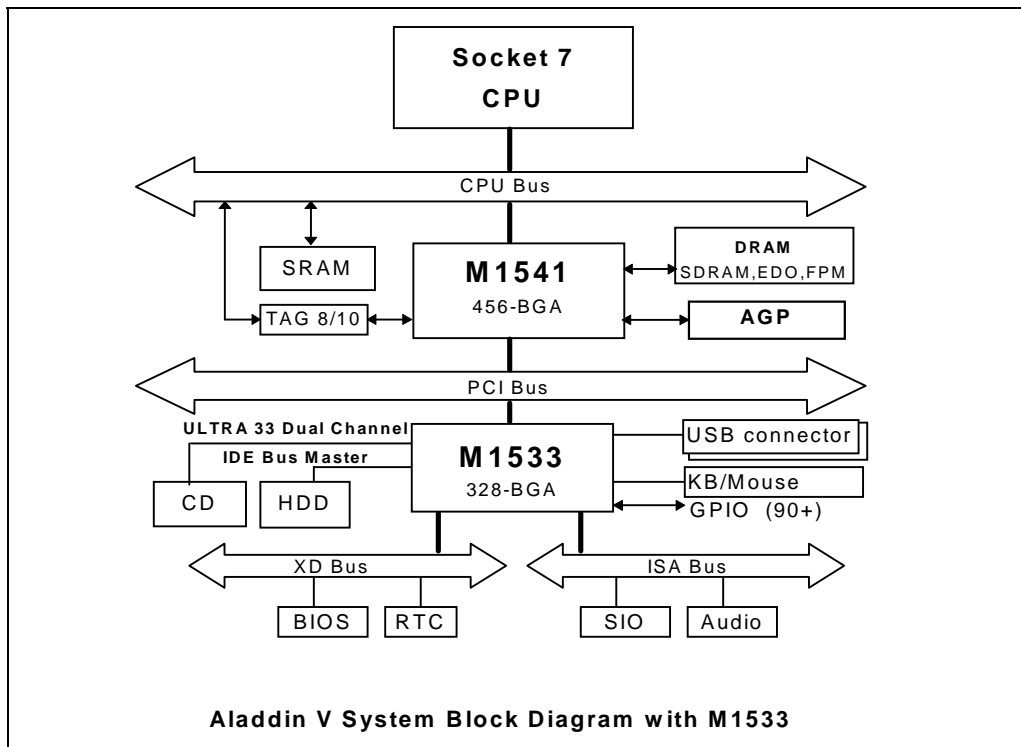 Socket 7
CPU
CPU Bus
SRAM
TAG 8/10
M1541
456-BGA
DRAM
SDRAM,EDO,FPM
AGP
PCI Bus
ULTRA 33 Dual Channel
IDE Bus Master
CD
HDD
M1533
328-BGA
USB connector
KB/Mouse
GPIO (90+)
XD Bus
ISA Bus
BIOS
RTC
SIO
Audio
Aladdin V System Block Diagram with M1533